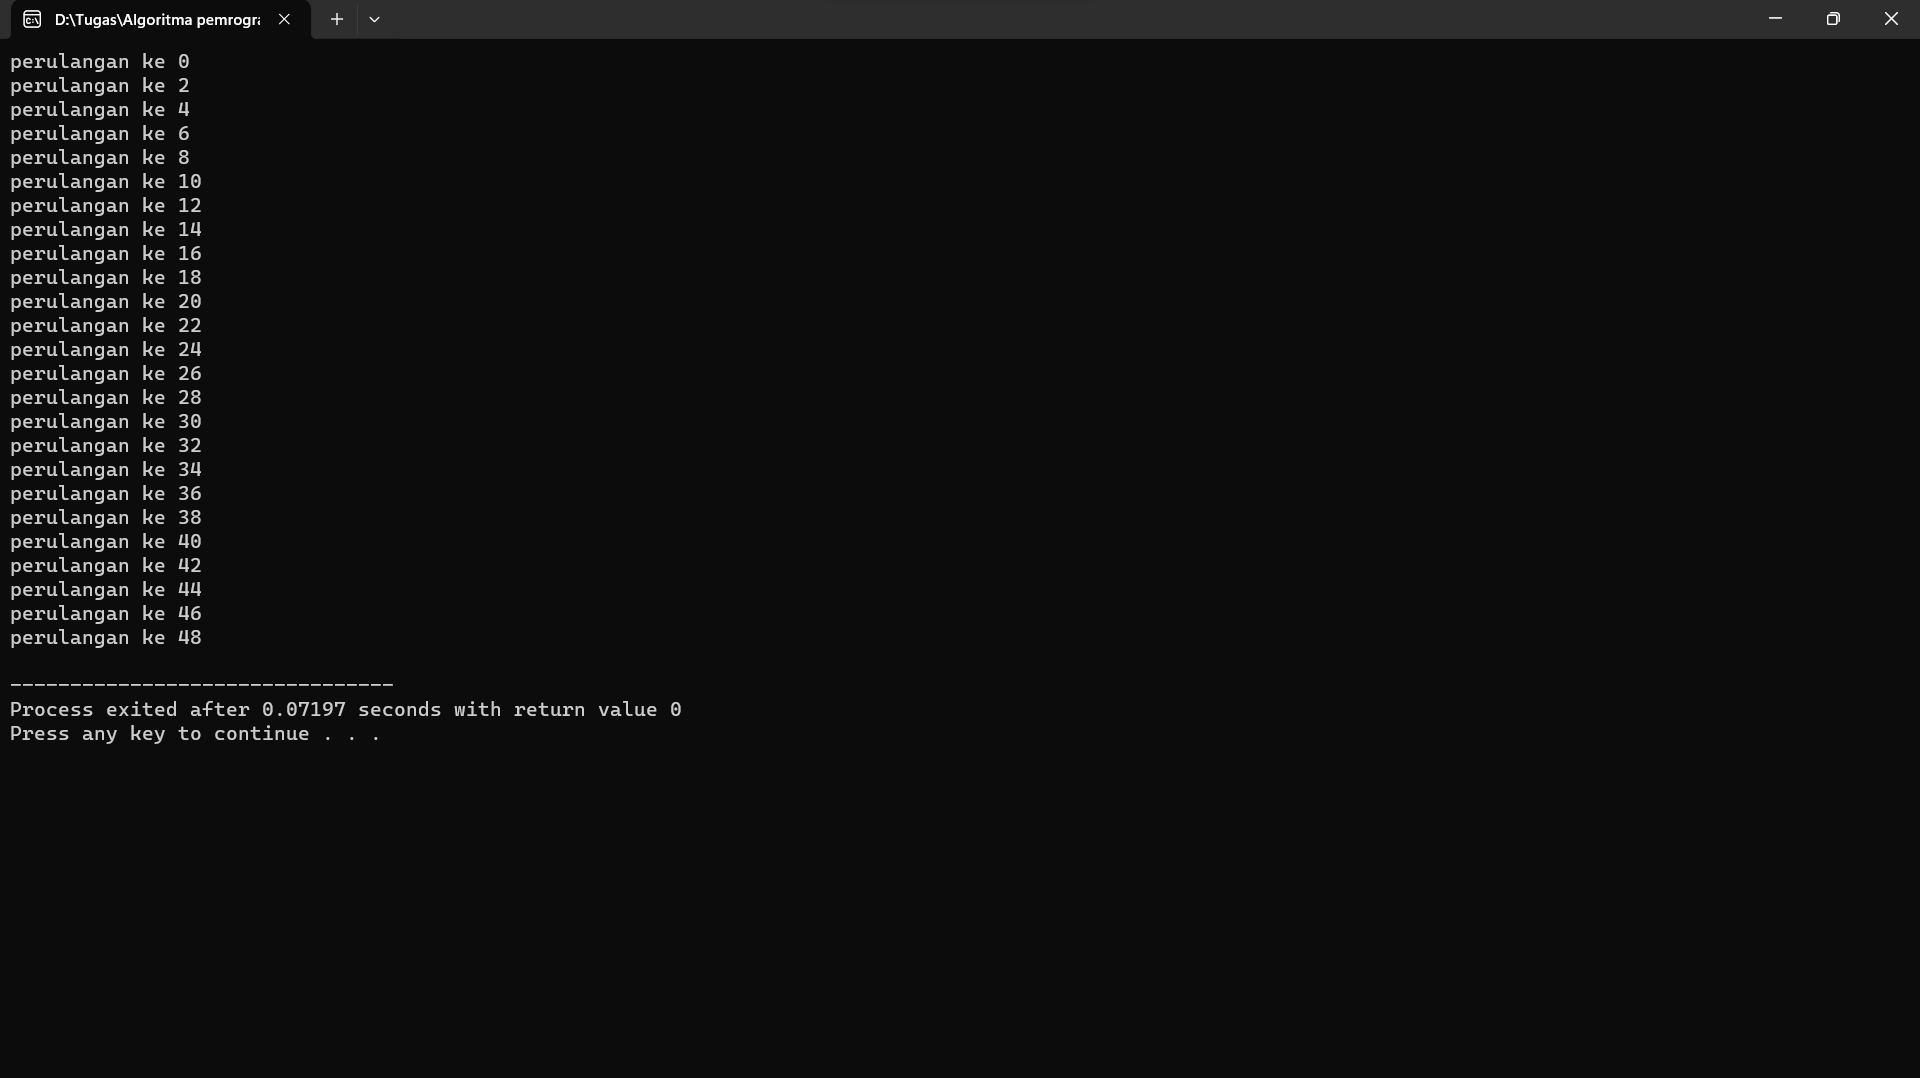 D:\Tugas\Algoritma pemrogra
perulangan ke 0
perulangan ke 2
perulangan ke 4
perulangan ke 6
perulangan ke 8
perulangan ke 10
perulangan ke 12
perulangan ke 14
perulangan ke 16
perulangan ke 18
perulangan ke 20
perulangan ke 22
perulangan ke 24
perulangan ke 26
perulangan ke 28
perulangan ke 30
perulangan ke 32
perulangan ke 34
perulangan ke 36
perulangan ke 38
perulangan ke 40
perulangan ke 42
perulangan ke 44
perulangan ke 46
perulangan ke 48
--------------------------------
Process exited after 0.07197 seconds with return value 0
Press any key to continue . . .